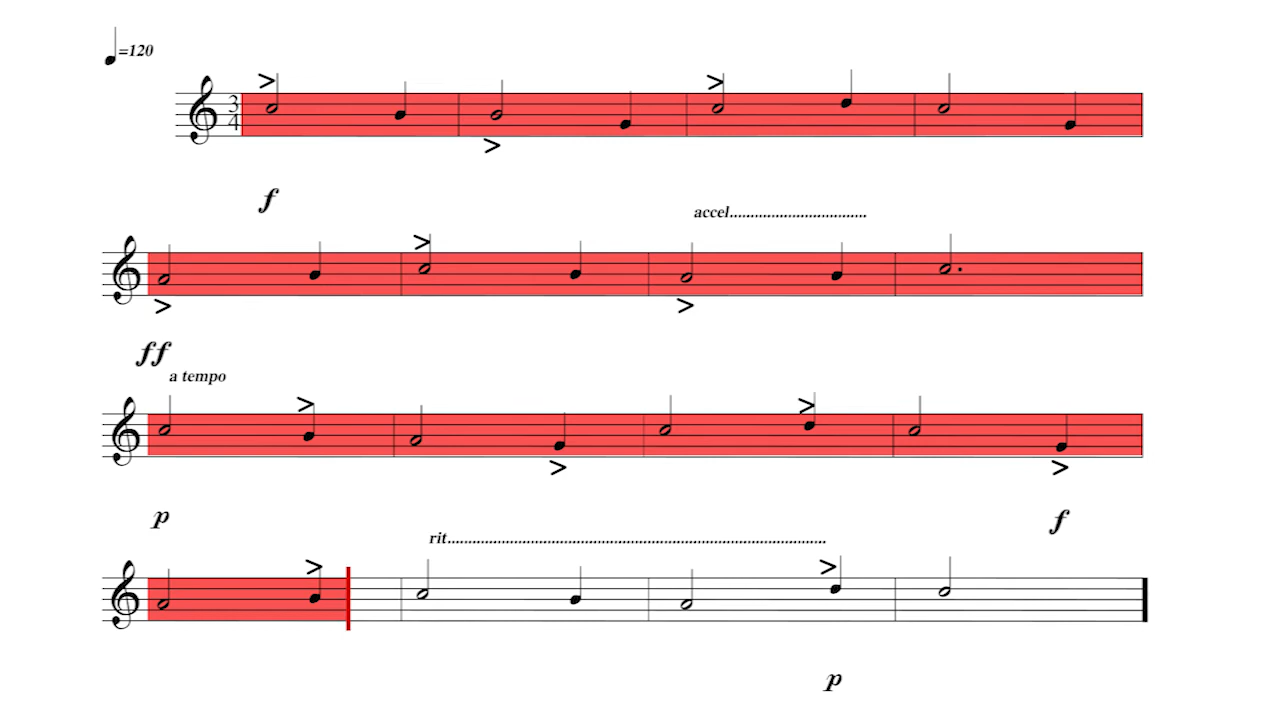 =120
3
4
f
accel.................................
ff
a tempo
p
f
rit...........................................................................................
p